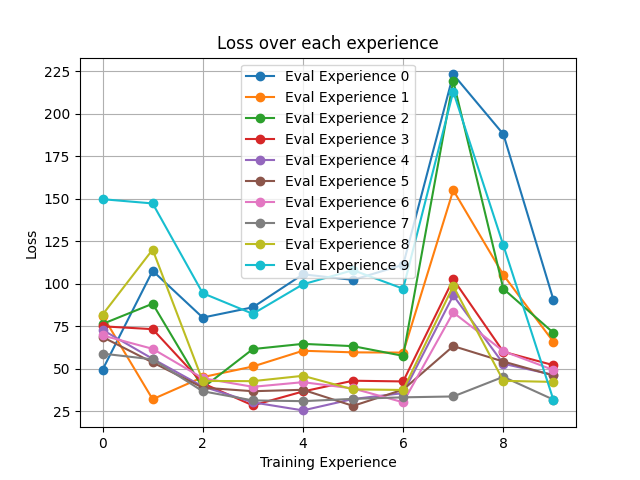 Loss over each experience
225
200
175
150
125
100
75
50
25
Loss
Eval Experience 0
Eval Experience 1
Eval Experience 2
Eval Experience 3
Eval Experience 4
Eval Experience 5
Eval Experience 6
Eval Experience 7
Eval Experience 8
Eval Experience 9
0 2 4 6 8
Training Experience